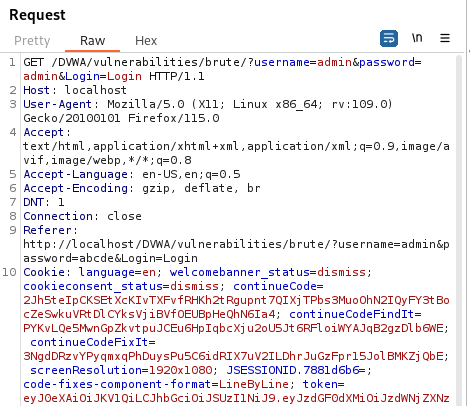 Request
Pretty Raw Hex
\n
1 GET /DVWA/vulnerabilities/brute/?username=admin&password=
admin&Login=Login HTTP/1.1
2 Host: localhost
3 User-Agent: Mozilla/5.0 (X11; Linux x86_64; rv:109.0)
Gecko/20100101 Firefox/115.0
4 Accept:
text/html,application/xhtml+xml,application/xml;q=0.9,image/a
vif,image/webp,*/*;q=0.8
5 Accept-Language: en-US,en;q=0.5
6 Accept-Encoding: gzip, deflate, br
7 DNT: 1
8 Connection: close
9 Referer:
http://localhost/DVWA/vulnerabilities/brute/?username=admin&p
assword=abcde&Login=Login
10 Cookie: language=en; welcomebanner_status=dismiss;
cookieconsent_status=dismiss; continueCode=
2Jh5teIpCKSEtXcKIvTXFvfRHKh2tRgupnt7QIXjTPbs3MuoOhN2IQyFY3tBo
cZeSwkuVRtDlCYksVjiBVfOEUBpHeQhN6Ia4; continueCodeFindIt=
PYKvLQe5MwnGpZkvtpuJCEu6HpIqbcXju2oU5Jt6RFloiWYAJqB2gzDlb6WE;
continueCodeFixIt=
3NgdDRzvYPyqmxqPhDuysPu5C6idRIX7uV2ILDhrJuGzFpr15JolBMKZjQbE;
screenResolution=1920x1080; JSESSIONID.7881d6b6=;
code-fixes-component-format=LineByLine; token=
eyJ0eXAiOiJKV1QiLCJhbGciOiJSUzI1NiJ9.eyJzdGF0dXMiOiJzdWNjZXNz